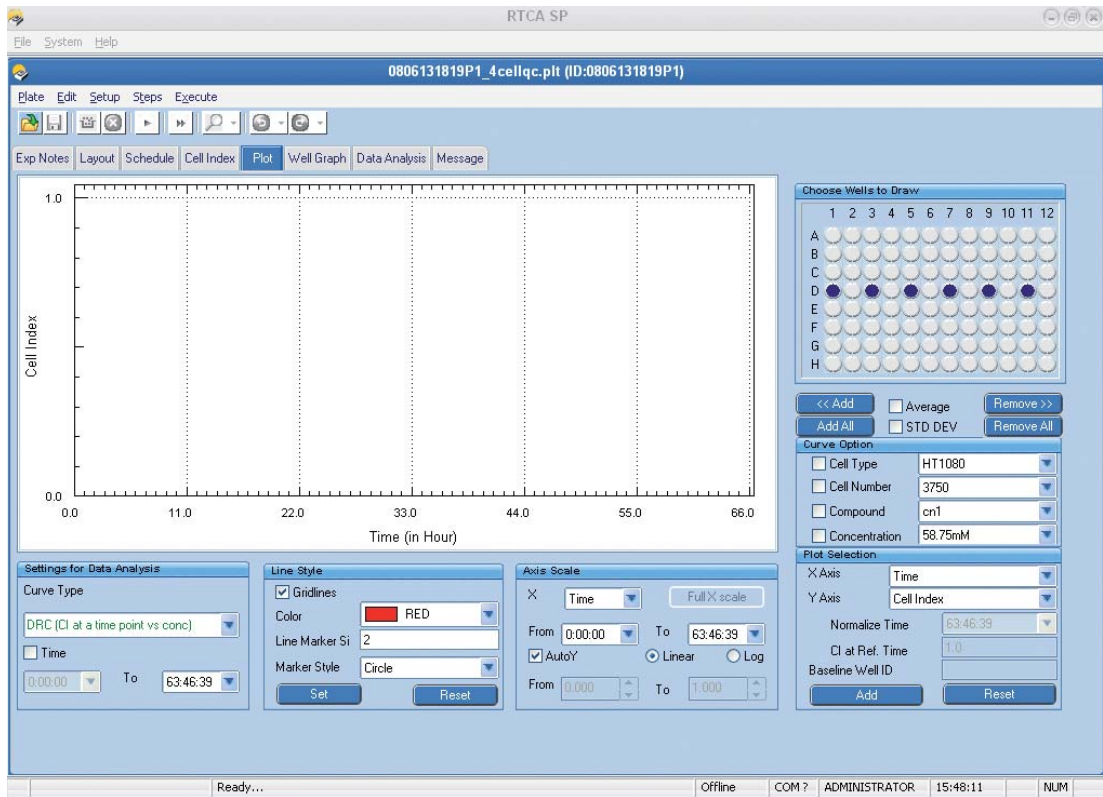 RTCA SP
File System Help
0806131819P1_4cellqc.plt (ID:0806131819P1)
Plate Edit Setup Steps Execute
Exp Notes Layout Schedule Cell Index Plot Well Graph Data Analysis Message
1.0
0.0
Cell Index
0.0 11.0 22.0 33.0 44.0 55.0 66.0
Time (in Hour)
Choose Wells to Draw
1 2 3 4 5 6 7 8 9 10 11 12
A
B
C
D
E
F
G
H
<< Add Average Remove >>
Add All STD DEV Remove All
Curve Option
Cell Type HT1080
Cell Number 3750
Compound cn1
Concentration 58.75mM
Plot Selection
X Axis Time
Y Axis Cell Index
Normalize Time 63:46:39
CI at Ref. Time 1.0
Baseline Well ID
Add Reset
Settings for Data Analysis
Curve Type
DRC (CI at a time point vs conc)
Time
0:00:00 To 63:46:39
Line Style
Gridlines
Color RED
Line Marker Si 2
Marker Style Circle
Set Reset
Axis Scale
X Time Full X scale
From 0:00:00 To 63:46:39
AutoY Linear Log
From 0.000 To 1.000
Ready... Offline COM ? ADMINISTRATOR 15:48:11 NUM